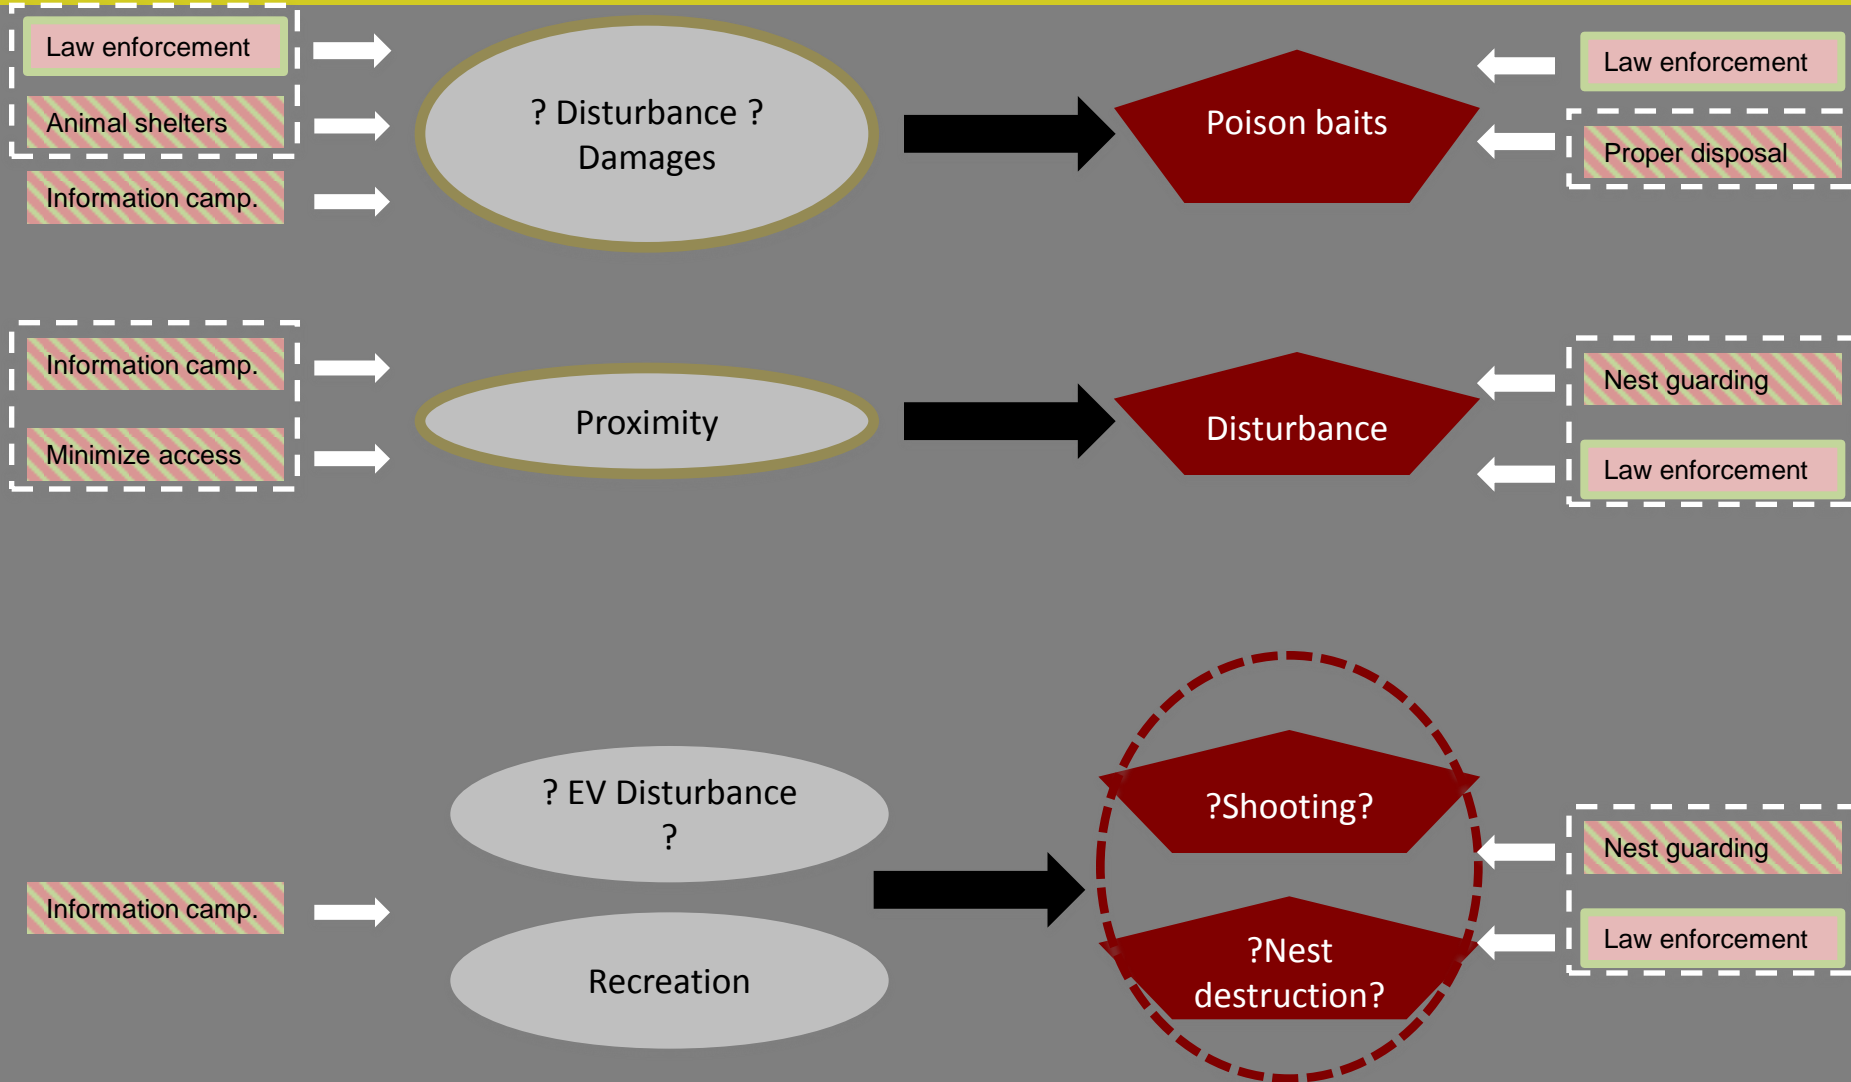 Law enforcement
Animal shelters
Information camp.
? Disturbance ?
Damages
Poison baits
Law enforcement
Proper disposal
Information camp.
Minimize access
Proximity
Disturbance
Nest guarding
Law enforcement
Information camp.
? EV Disturbance
?
Recreation
?Shooting?
?Nest
destruction?
Nest guarding
Law enforcement